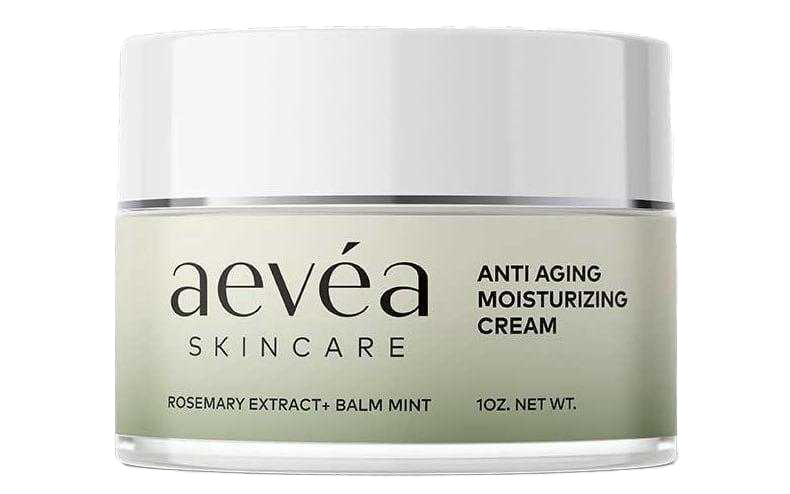 aevéa
SKINCARE
ANTI AGING
MOISTURIZING
CREAM
ROSEMARY EXTRACT+ BALM MINT
1OZ. NET WT.